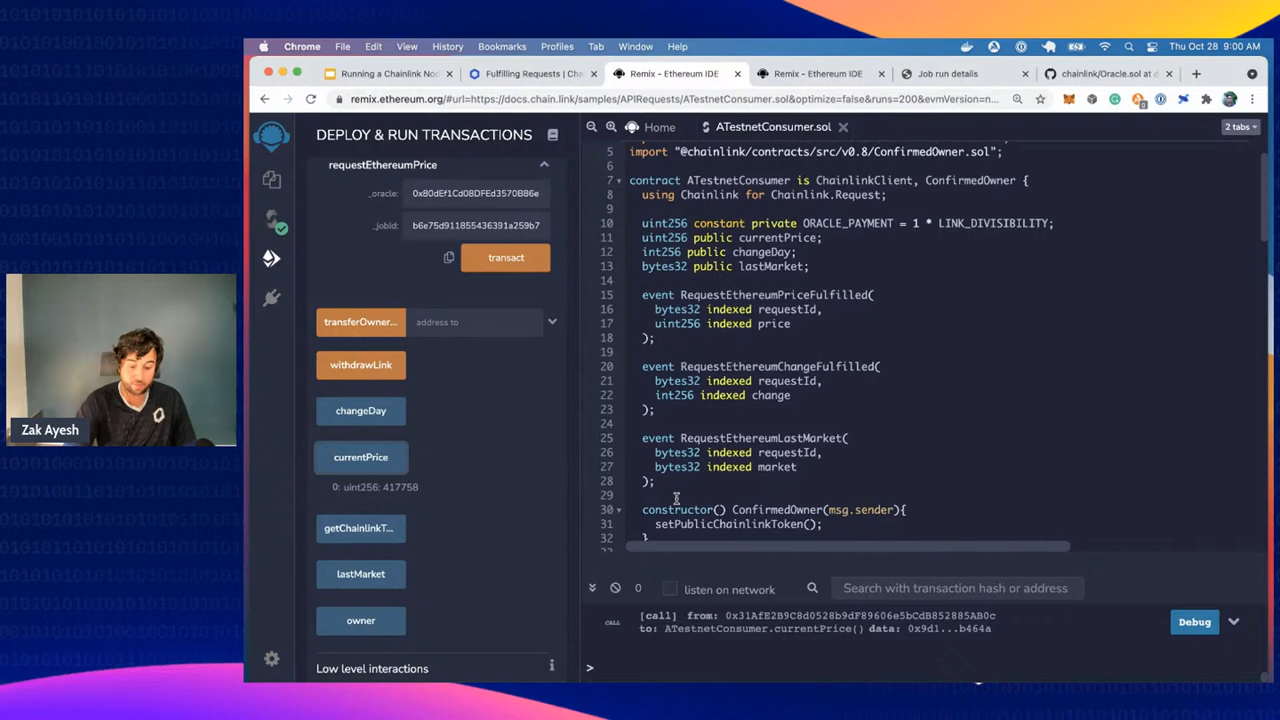 Chrome File Edit View History Bookmarks Profiles Tab Window Help Thu Oct 28 9:00 AM
Running a Chainlink Nod
Fulfilling Requests | Cha
Remix - Ethereum IDE
Remix - Ethereum IDE
Job run details
chainlink/Oracle.sol at d
remix.ethereum.org/#url=https://docs.chain.link/samples/APIRequests/ATestnetConsumer.sol&optimize=false&runs=200&evmVersion=n...
DEPLOY & RUN TRANSACTIONS
requestEthereumPrice
_oracle: 0x80dEf1Cd08DFEd3570B86e
_jobId: b6e75d911855436391a259b7
transact
transferOwner... address to
withdrawLink
changeDay
currentPrice
0: uint256: 417758
getChainlinkT...
lastMarket
owner
Low level interactions
Home
ATestnetConsumer.sol
2 tabs
5 import "@chainlink/contracts/src/v0.8/ConfirmedOwner.sol";
6
7 contract ATestnetConsumer is ChainlinkClient, ConfirmedOwner {
8 using Chainlink for Chainlink.Request;
9
10 uint256 constant private ORACLE_PAYMENT = 1 * LINK_DIVISIBILITY;
11 uint256 public currentPrice;
12 int256 public changeDay;
13 bytes32 public lastMarket;
14
15 event RequestEthereumPriceFulfilled(
16 bytes32 indexed requestId,
17 uint256 indexed price
18 );
19
20 event RequestEthereumChangeFulfilled(
21 bytes32 indexed requestId,
22 int256 indexed change
23 );
24
25 event RequestEthereumLastMarket(
26 bytes32 indexed requestId,
27 bytes32 indexed market
28 );
29
30 constructor() ConfirmedOwner(msg.sender){
31 setPublicChainlinkToken();
32 }
0 listen on network Search with transaction hash or address
CALL [call] from: 0x31AfE2B9C8d0528b9dF89606e5bCdB852885AB0c
to: ATestnetConsumer.currentPrice() data: 0x9d1...b464a
Debug
>
Zak Ayesh